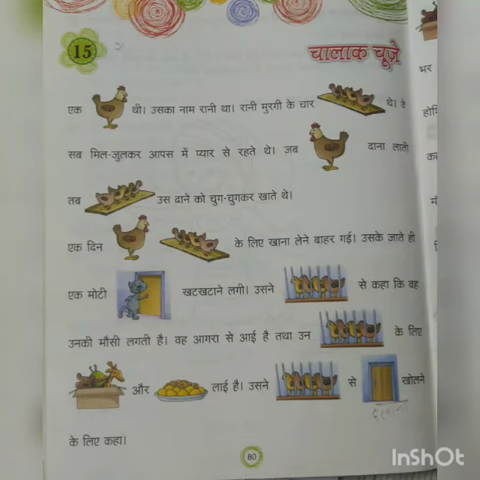 15
चालाक चूज़े
एक थी। उसका नाम रानी था। रानी मुरगी के चार थे। वे
सब मिल-जुलकर आपस में प्यार से रहते थे। जब दाना लाती
तब उस दाने को चुग-चुगकर खाते थे।
एक दिन के लिए खाना लेने बाहर गई। उसके जाते ही
एक मोटी खटखटाने लगी। उसने से कहा कि वह
उनकी मौसी लगती है। वह आगरा से आई है तथा उन के लिए
और लाई है। उसने से खोलने
के लिए कहा।
80
भर
InShOt